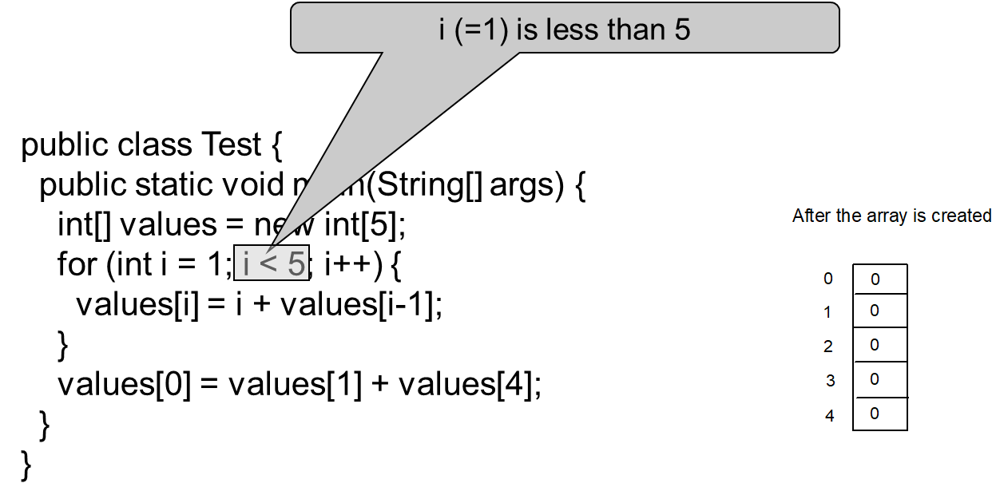 i (=1) is less than 5
public class Test {
public static void main(String[] args) {
int[] values = new int[5];
for (int i = 1; i < 5; i++) {
values[i] = i + values[i-1];
}
values[0] = values[1] + values[4];
}
}
After the array is created
0 0
1 0
2 0
3 0
4 0